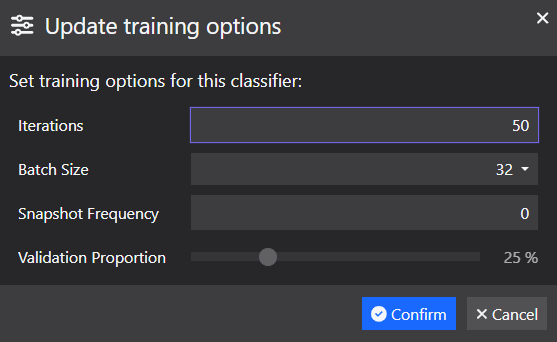 Update training options
Set training options for this classifier:
Iterations 50
Batch Size 32
Snapshot Frequency 0
Validation Proportion 25 %
Confirm Cancel